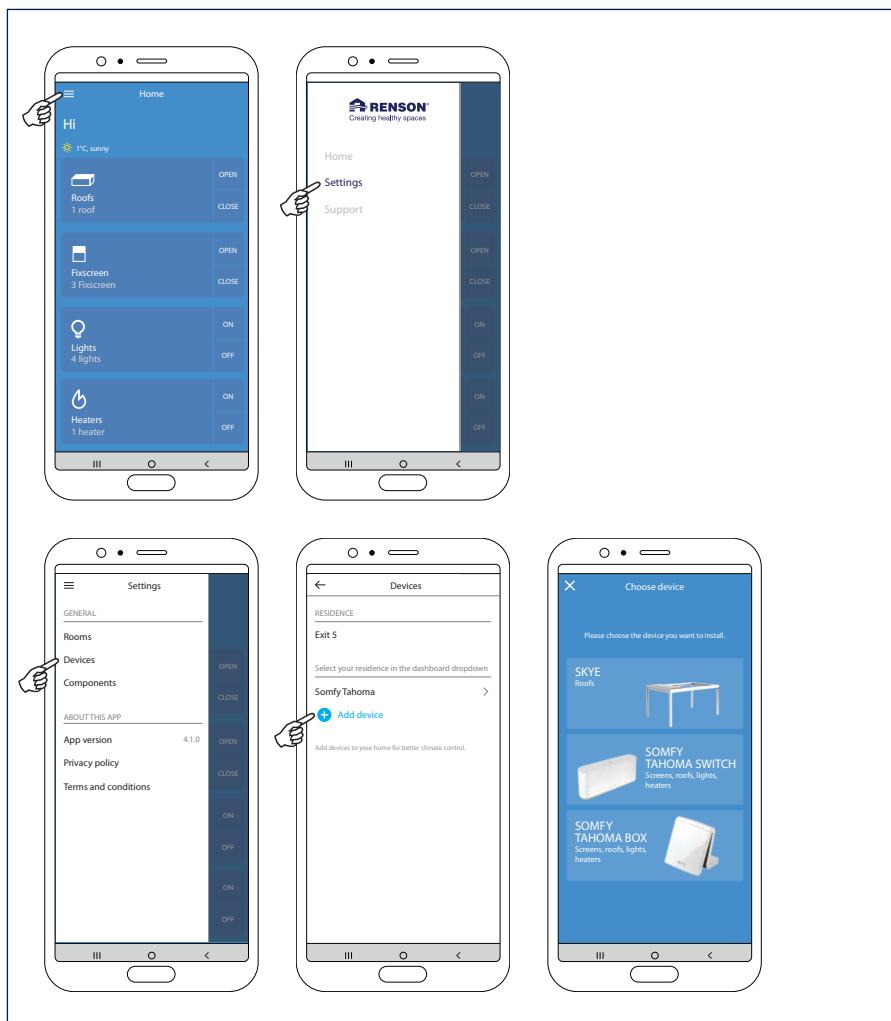 Home
Hi
1°C, sunny
OPEN
Roofs
1 roof
CLOSE
OPEN
Fixscreen
3 Fixscreen
CLOSE
ON
Lights
4 lights
OFF
ON
Heaters
1 heater
OFF
RENSON®
Creating healthy spaces
Home
Settings
Support
OPEN
CLOSE
OPEN
CLOSE
ON
OFF
ON
OFF
Settings
GENERAL
Rooms
Devices
Components
ABOUT THIS APP
App version 4.1.0
Privacy policy
Terms and conditions
OPEN
CLOSE
OPEN
CLOSE
ON
OFF
ON
OFF
Devices
RESIDENCE
Exit 5
Select your residence in the dashboard dropdown
Somfy Tahoma
Add device
Add devices to your home for better climate control.
Choose device
Please choose the device you want to install.
SKYE
Roofs
SOMFY
TAHOMA SWITCH
Screens, roofs, lights,
heaters
SOMFY
TAHOMA BOX
Screens, roofs, lights,
heaters